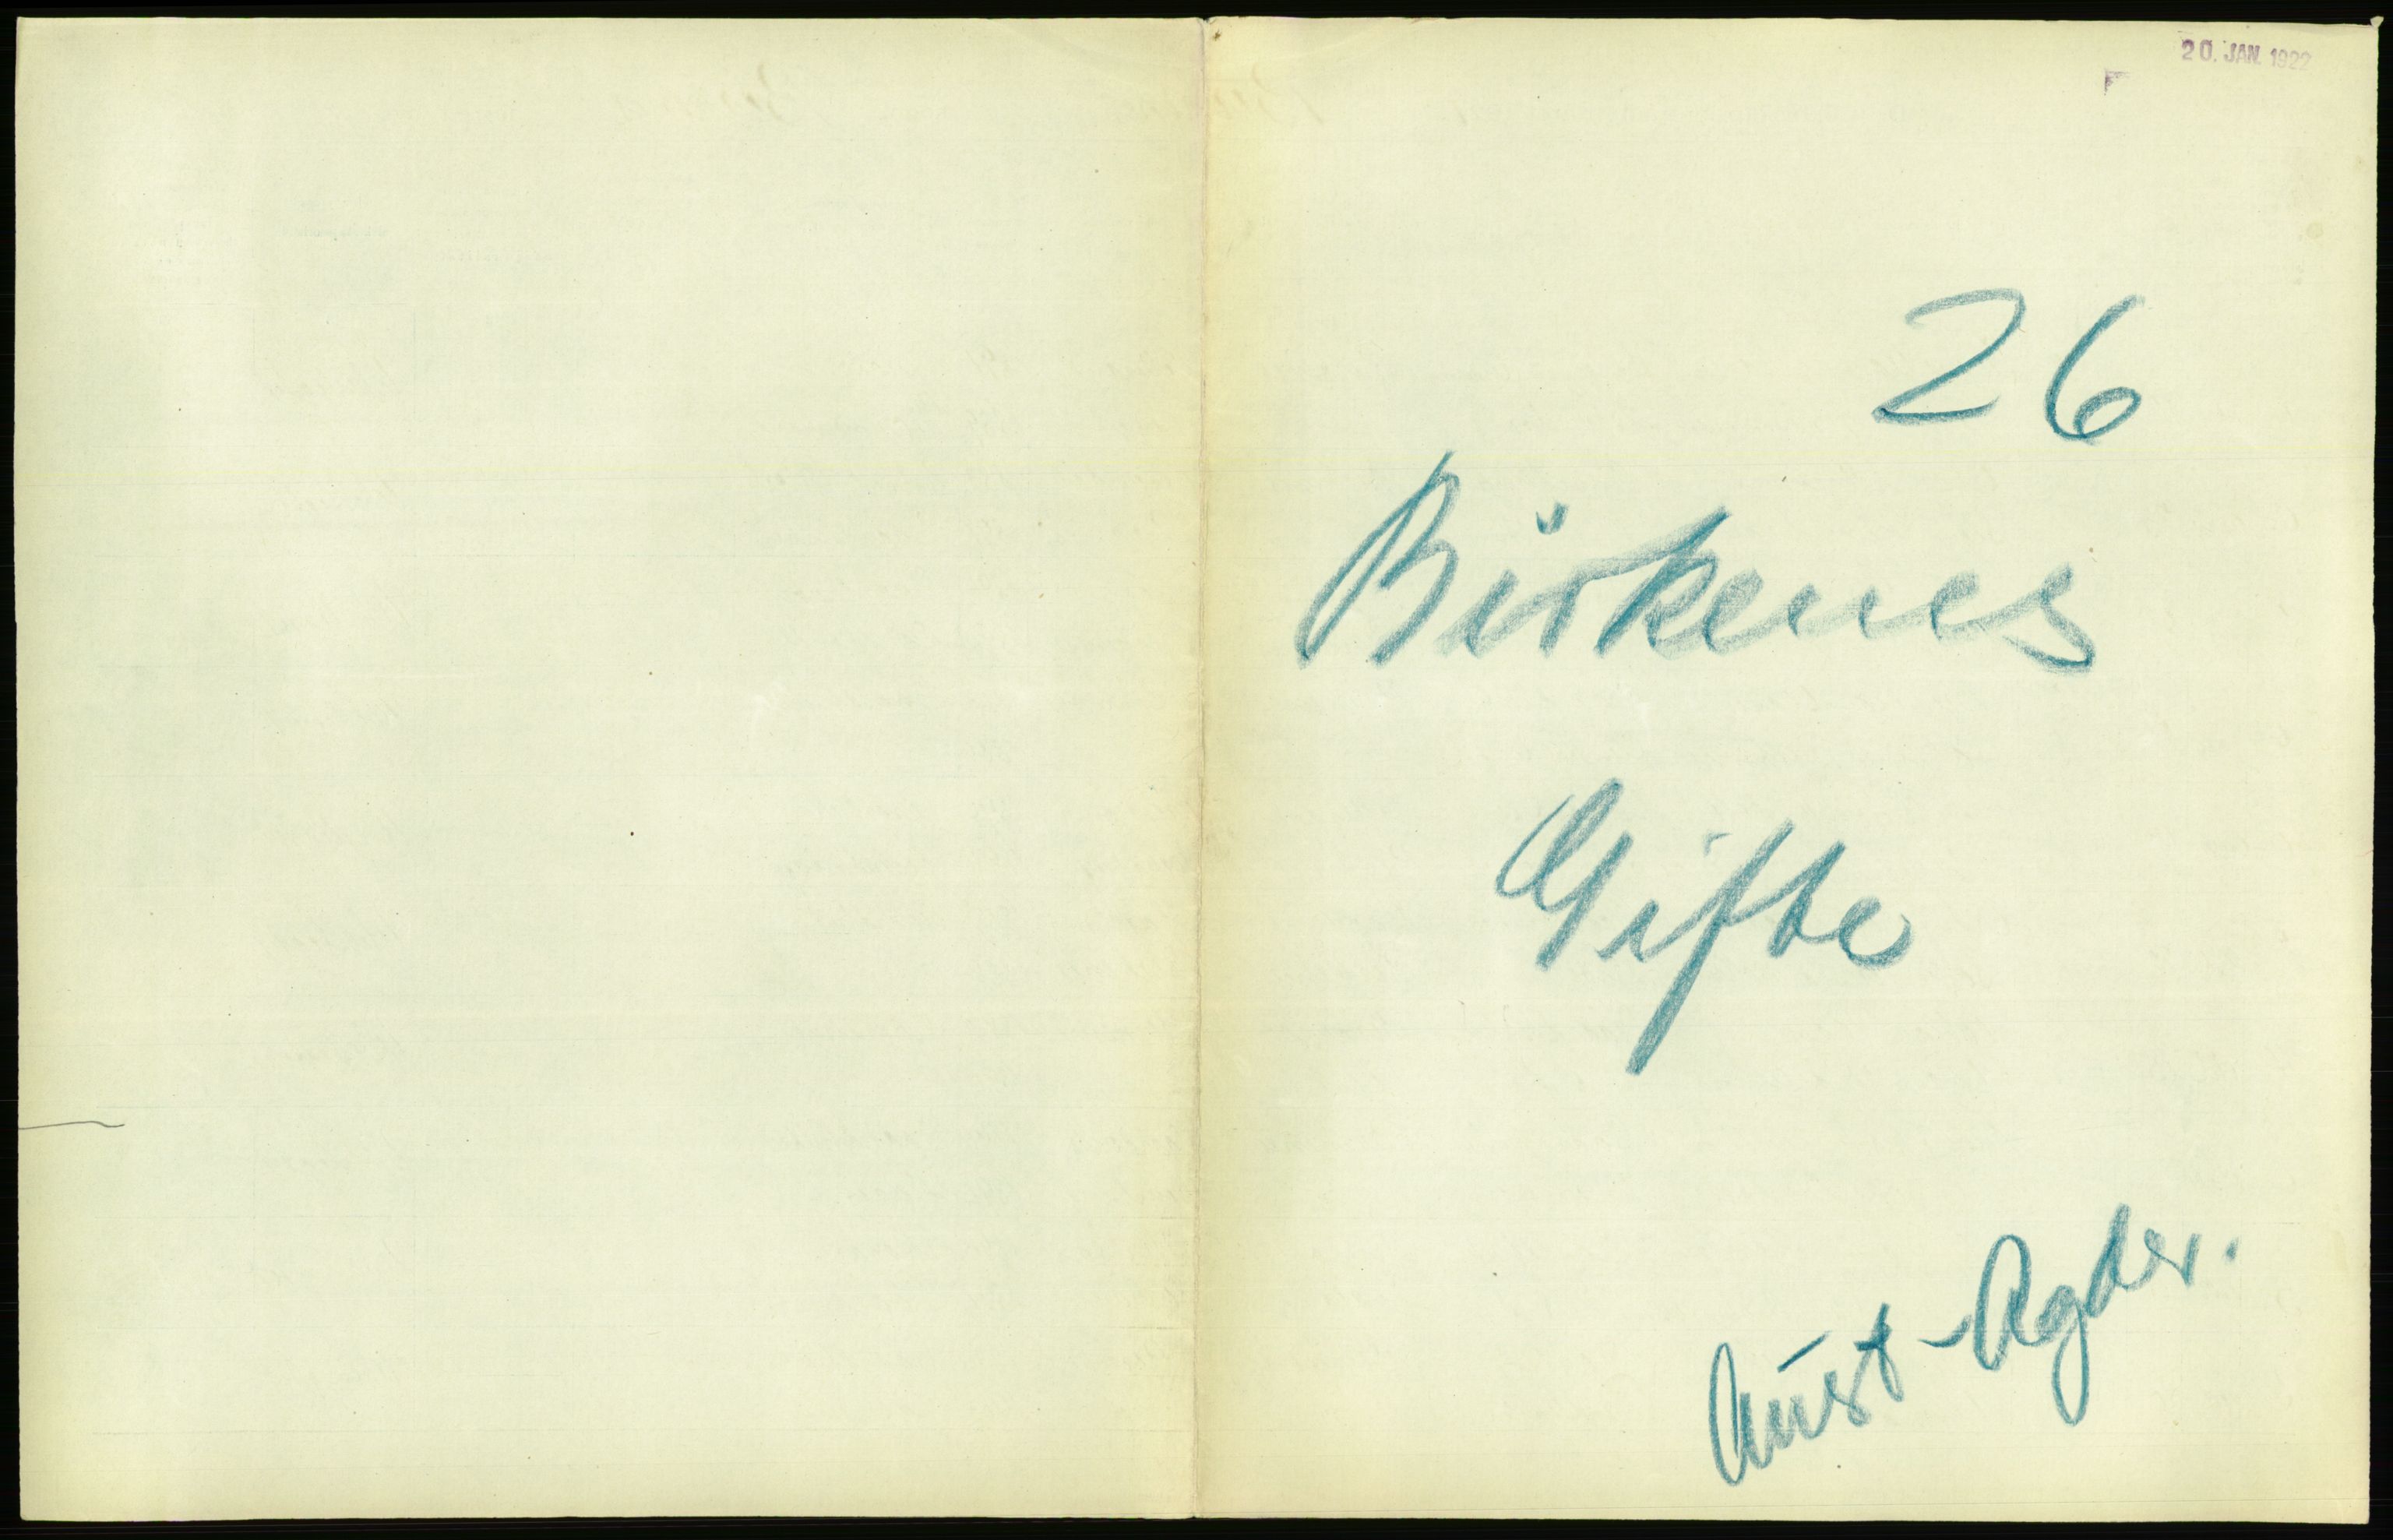 20. JAN. 1922
26
Birkenes
Gifte
Aust-Agder.